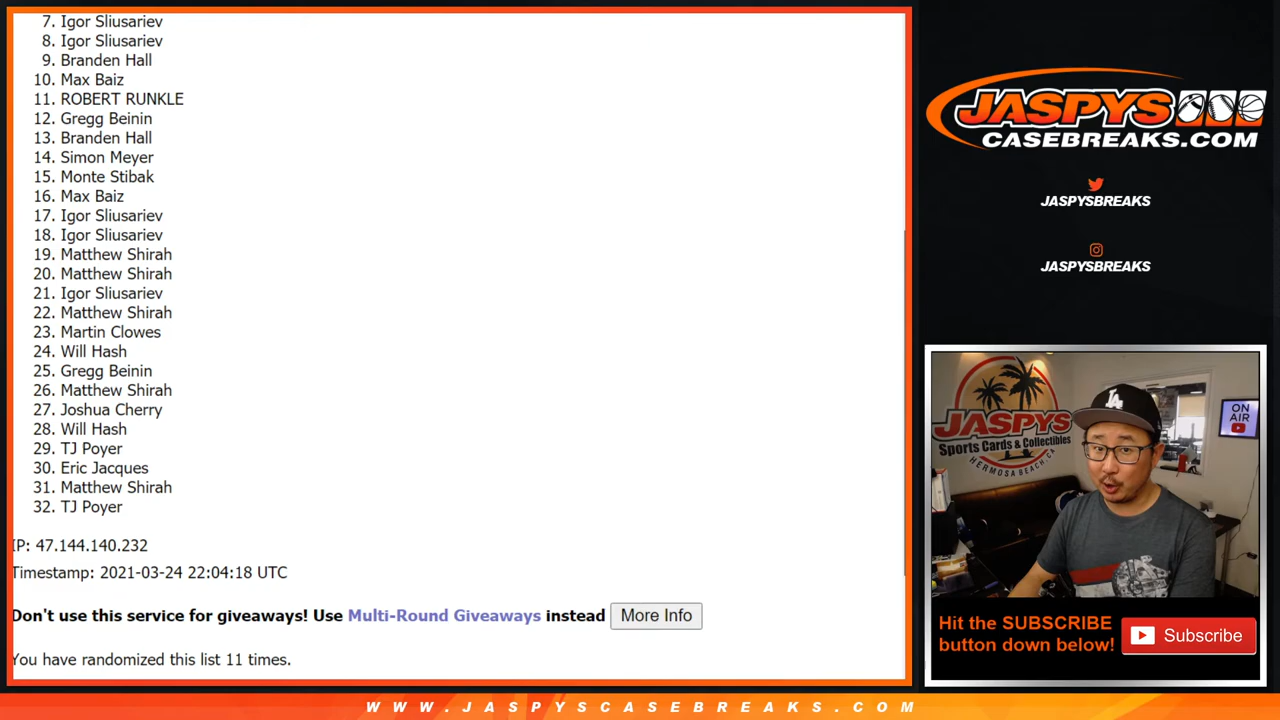 7. Igor Sliusariev
8. Igor Sliusariev
9. Branden Hall
10. Max Baiz
11. ROBERT RUNKLE
12. Gregg Beinin
13. Branden Hall
14. Simon Meyer
15. Monte Stibak
16. Max Baiz
17. Igor Sliusariev
18. Igor Sliusariev
19. Matthew Shirah
20. Matthew Shirah
21. Igor Sliusariev
22. Matthew Shirah
23. Martin Clowes
24. Will Hash
25. Gregg Beinin
26. Matthew Shirah
27. Joshua Cherry
28. Will Hash
29. TJ Poyer
30. Eric Jacques
31. Matthew Shirah
32. TJ Poyer
IP: 47.144.140.232
Timestamp: 2021-03-24 22:04:18 UTC
Don't use this service for giveaways! Use Multi-Round Giveaways instead More Info
You have randomized this list 11 times.
JASPYS
CASEBREAKS.COM
JASPYSBREAKS
JASPYSBREAKS
JASPYS
Sports Cards & Collectibles
HERMOSA BEACH, CA
LA
ON
AIR
Hit the SUBSCRIBE
button down below!
Subscribe
WWW.JASPYSCASEBREAKS.COM